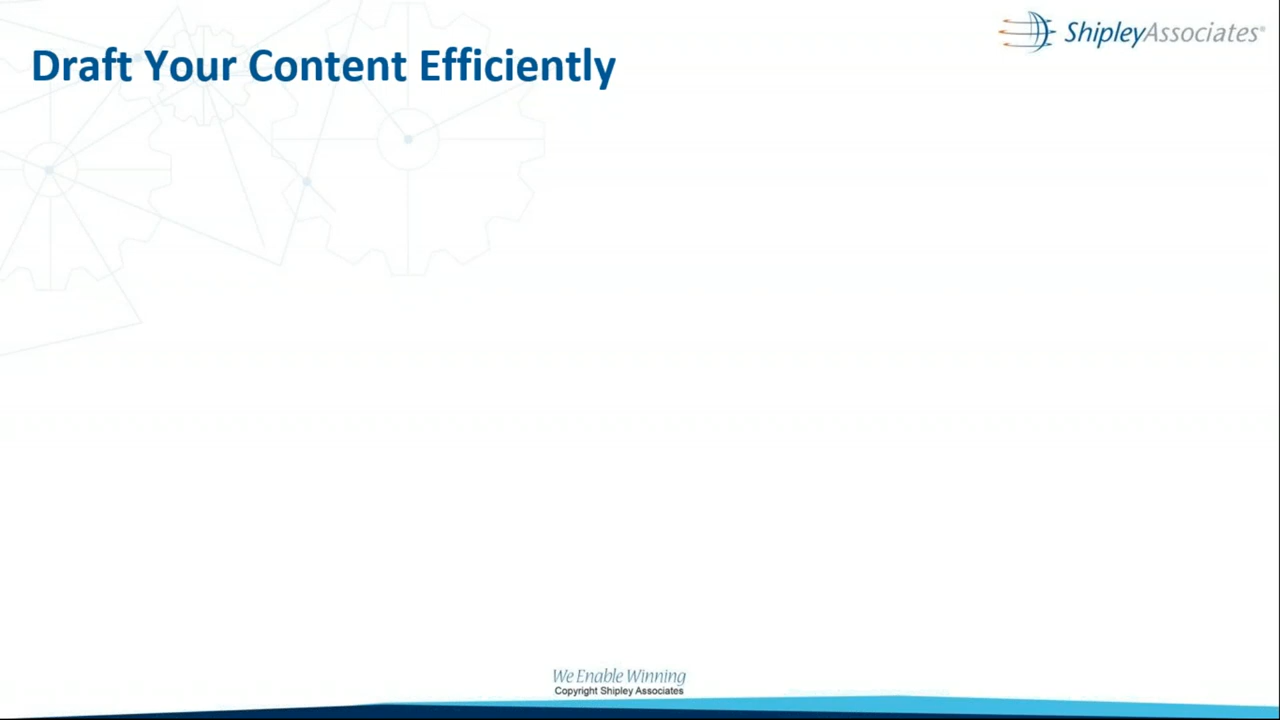 ShipleyAssociates®
Draft Your Content Efficiently
We Enable Winning
Copyright Shipley Associates